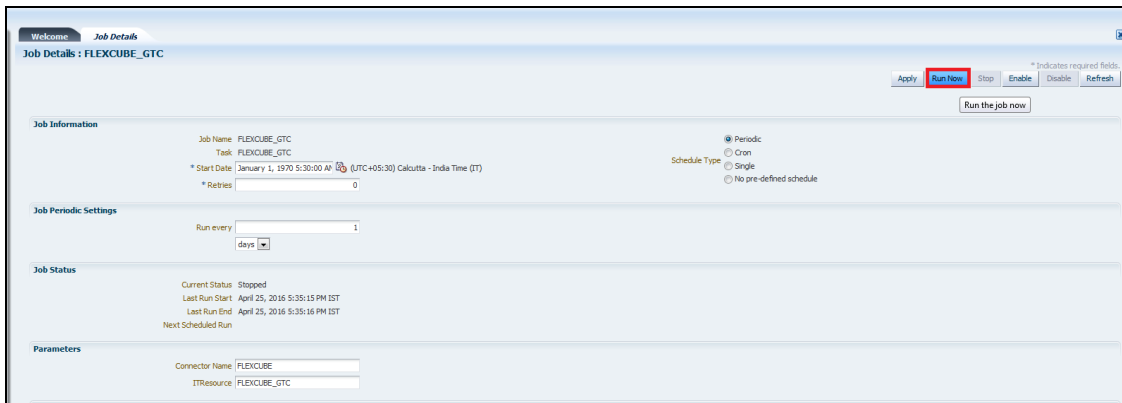 Welcome Job Details
Job Details : FLEXCUBE_GTC
* Indicates required fields.
Apply Run Now Stop Enable Disable Refresh
Run the job now
Job Information
Job Name FLEXCUBE_GTC
Task FLEXCUBE_GTC
* Start Date January 1, 1970 5:30:00 AM (UTC+05:30) Calcutta - India Time (IT)
* Retries 0
Schedule Type
Periodic
Cron
Single
No pre-defined schedule
Job Periodic Settings
Run every 1
days
Job Status
Current Status Stopped
Last Run Start April 25, 2016 5:35:15 PM IST
Last Run End April 25, 2016 5:35:16 PM IST
Next Scheduled Run
Parameters
Connector Name FLEXCUBE
ITResource FLEXCUBE_GTC